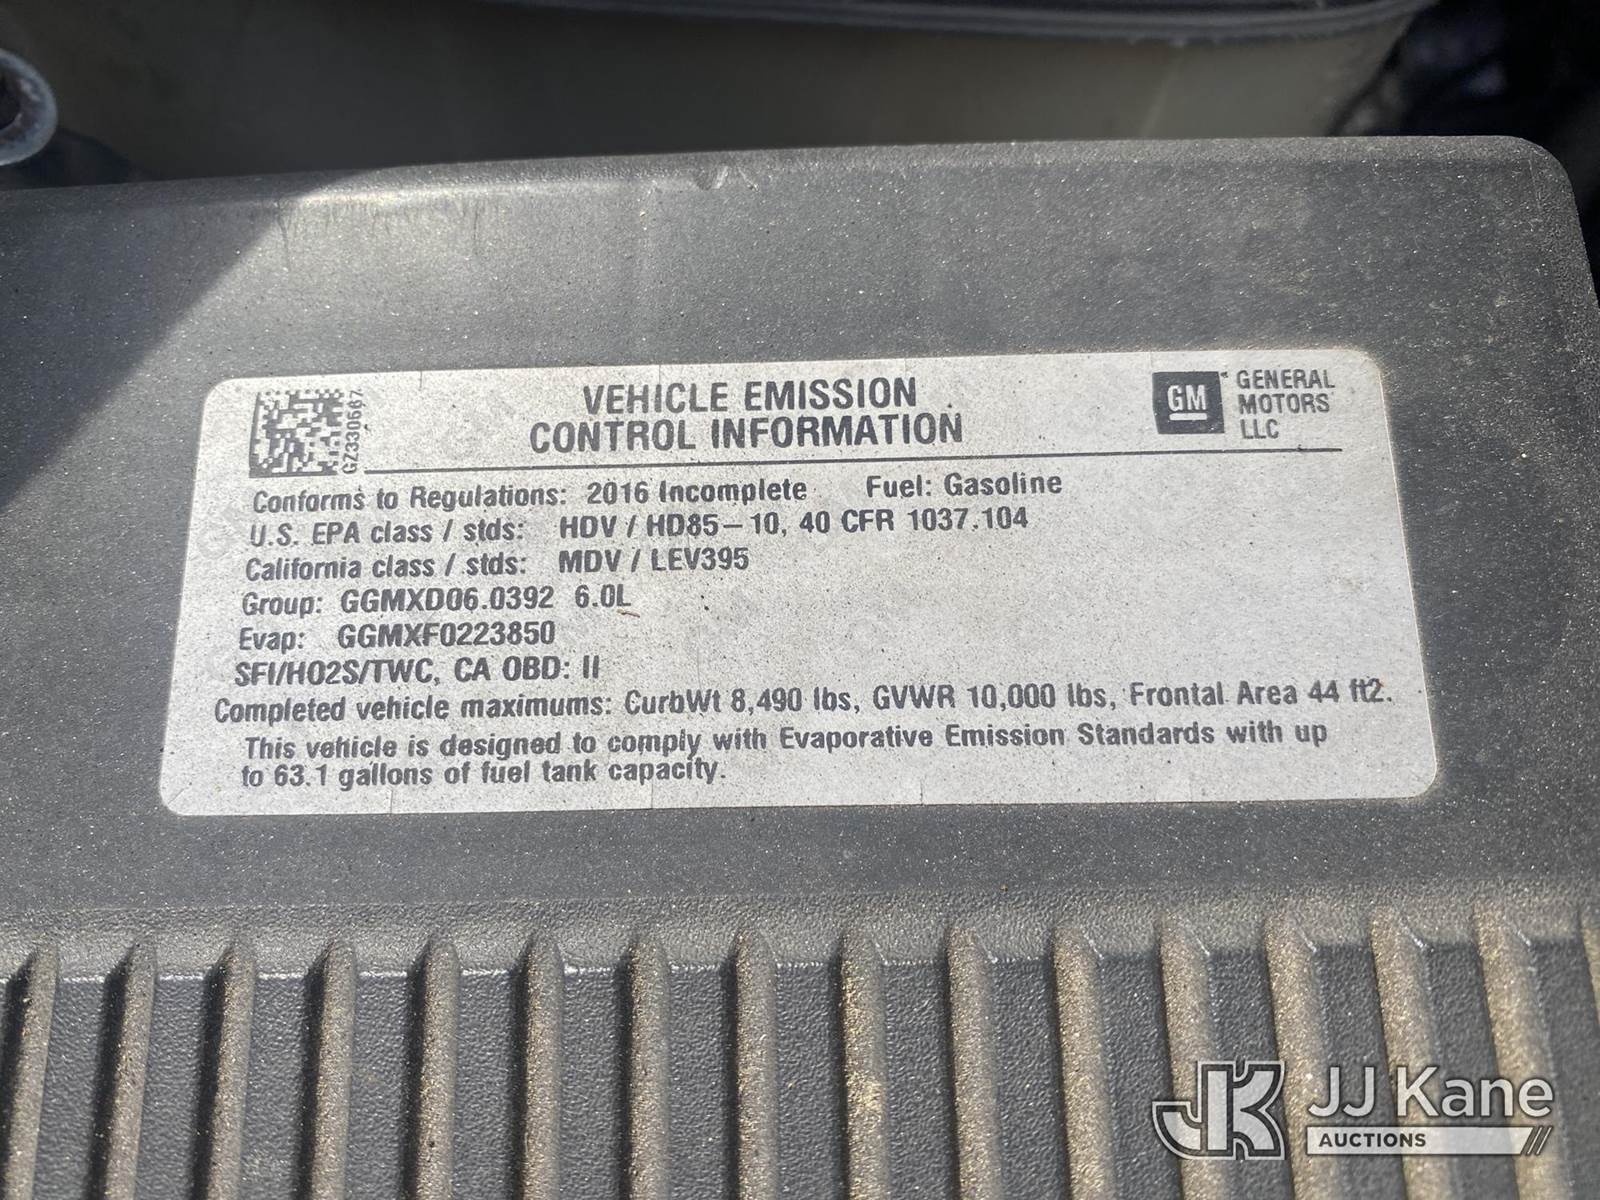 GZ330567
VEHICLE EMISSION
CONTROL INFORMATION
GM
GENERAL
MOTORS
LLC
Conforms to Regulations: 2016 Incomplete Fuel: Gasoline
U.S. EPA class / stds: HDV / HD85-10, 40 CFR 1037.104
California class / stds: MDV / LEV395
Group: GGMXD06.0392 6.0L
Evap: GGMXF0223850
SFI/HO2S/TWC, CA OBD: II
Completed vehicle maximums: CurbWt 8,490 lbs, GVWR 10,000 lbs, Frontal Area 44 ft2.
This vehicle is designed to comply with Evaporative Emission Standards with up
to 63.1 gallons of fuel tank capacity.
JK JJ Kane
AUCTIONS